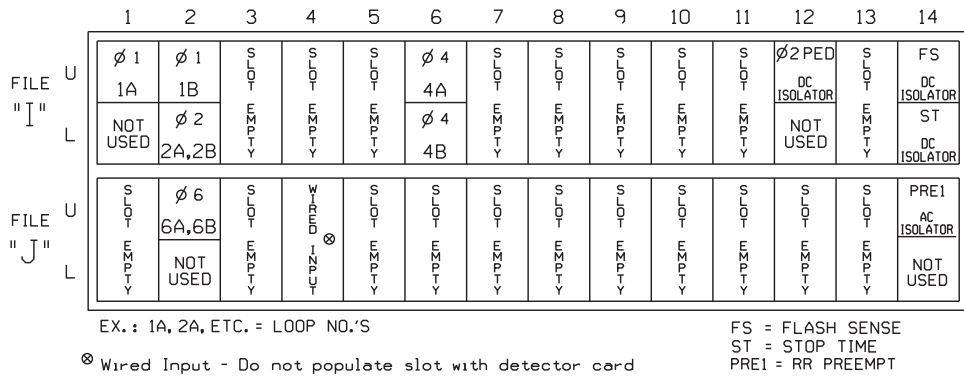 1 2 3 4 5 6 7 8 9 10 11 12 13 14
FILE "I"
U
L
Ø 1 1A
NOT USED
Ø 1 1B
Ø 2 2A,2B
SLOT EMPTY
SLOT EMPTY
SLOT EMPTY
Ø 4 4A
Ø 4 4B
SLOT EMPTY
SLOT EMPTY
SLOT EMPTY
SLOT EMPTY
SLOT EMPTY
Ø2 PED DC ISOLATOR
NOT USED
SLOT EMPTY
FS DC ISOLATOR
ST DC ISOLATOR
FILE "J"
U
L
SLOT EMPTY
Ø 6 6A,6B
NOT USED
SLOT EMPTY
WIRED INPUT ⊗
SLOT EMPTY
SLOT EMPTY
SLOT EMPTY
SLOT EMPTY
SLOT EMPTY
SLOT EMPTY
SLOT EMPTY
SLOT EMPTY
SLOT EMPTY
PRE1 AC ISOLATOR
NOT USED
EX.: 1A, 2A, ETC. = LOOP NO.'S
⊗ Wired Input - Do not populate slot with detector card
FS = FLASH SENSE
ST = STOP TIME
PRE1 = RR PREEMPT